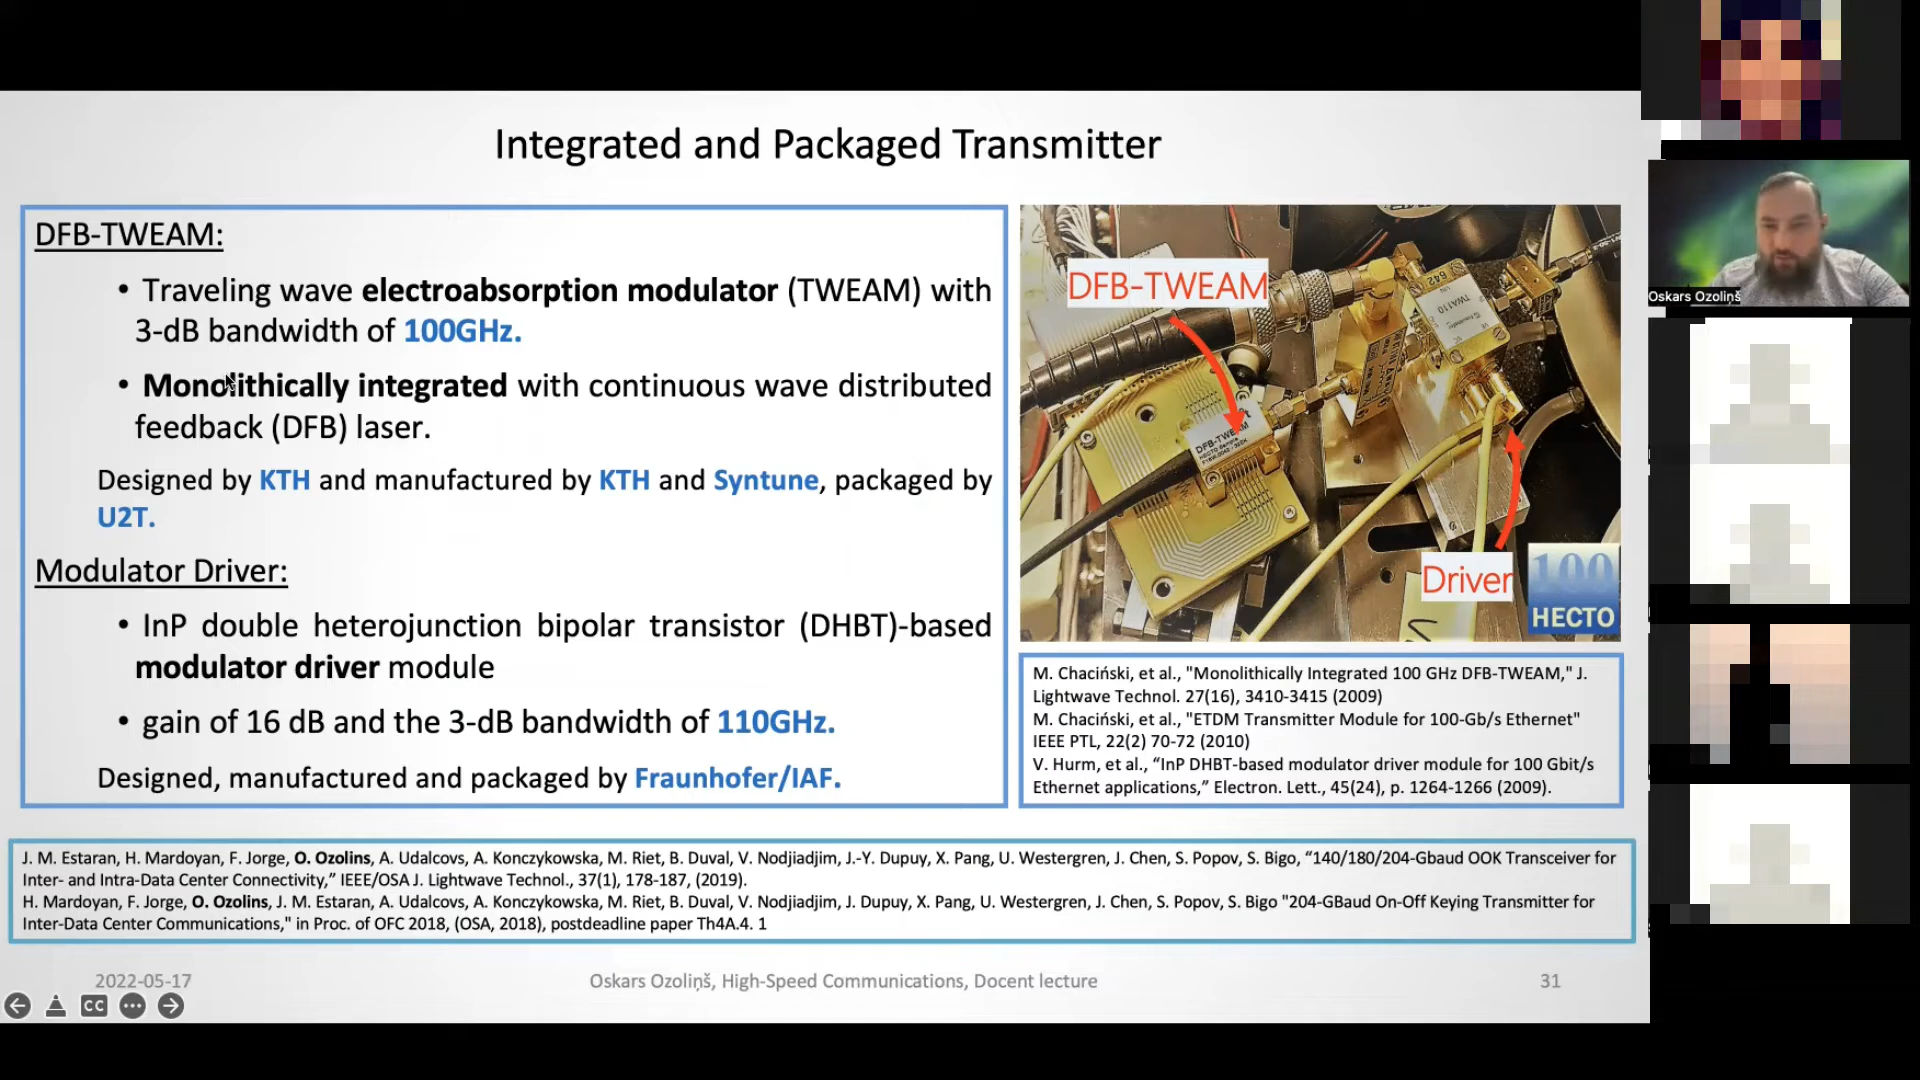 Integrated and Packaged Transmitter
DFB-TWEAM:
• Traveling wave electroabsorption modulator (TWEAM) with
3-dB bandwidth of 100GHz.
• Monolithically integrated with continuous wave distributed
feedback (DFB) laser.
Designed by KTH and manufactured by KTH and Syntune, packaged by
U2T.
Modulator Driver:
• InP double heterojunction bipolar transistor (DHBT)-based
modulator driver module
• gain of 16 dB and the 3-dB bandwidth of 110GHz.
Designed, manufactured and packaged by Fraunhofer/IAF.
DFB-TWEAM
642
TWA110
DFB-TWEAM
Driver
100
HECTO
M. Chaciński, et al., "Monolithically Integrated 100 GHz DFB-TWEAM," J.
Lightwave Technol. 27(16), 3410-3415 (2009)
M. Chaciński, et al., "ETDM Transmitter Module for 100-Gb/s Ethernet"
IEEE PTL, 22(2) 70-72 (2010)
V. Hurm, et al., “InP DHBT-based modulator driver module for 100 Gbit/s
Ethernet applications,” Electron. Lett., 45(24), p. 1264-1266 (2009).
J. M. Estaran, H. Mardoyan, F. Jorge, O. Ozolins, A. Udalcovs, A. Konczykowska, M. Riet, B. Duval, V. Nodjiadjim, J.-Y. Dupuy, X. Pang, U. Westergren, J. Chen, S. Popov, S. Bigo, “140/180/204-Gbaud OOK Transceiver for
Inter- and Intra-Data Center Connectivity,” IEEE/OSA J. Lightwave Technol., 37(1), 178-187, (2019).
H. Mardoyan, F. Jorge, O. Ozolins, J. M. Estaran, A. Udalcovs, A. Konczykowska, M. Riet, B. Duval, V. Nodjiadjim, J. Dupuy, X. Pang, U. Westergren, J. Chen, S. Popov, S. Bigo "204-GBaud On-Off Keying Transmitter for
Inter-Data Center Communications," in Proc. of OFC 2018, (OSA, 2018), postdeadline paper Th4A.4. 1
2022-05-17
Oskars Ozoliņš, High-Speed Communications, Docent lecture
31
CC
Oskars Ozoliņš